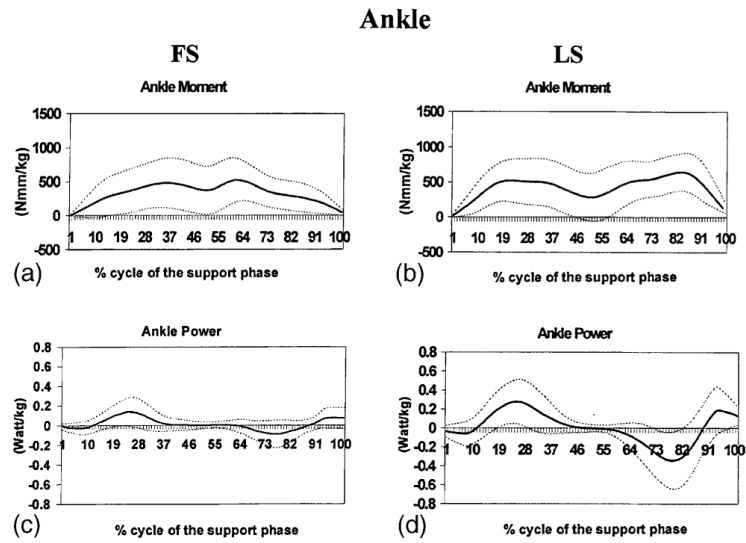 Ankle
FS
LS
Ankle Moment
Ankle Moment
1500
1000
500
0
-500
(Nmm/kg)
1 10 19 28 37 46 55 64 73 82 91 100
% cycle of the support phase
(a)
1500
1000
500
0
-500
(Nmm/kg)
1 10 19 28 37 46 55 64 73 82 91 100
% cycle of the support phase
(b)
Ankle Power
0.8
0.6
0.4
0.2
0
-0.2
-0.4
-0.6
-0.8
(Watt/kg)
1 10 19 28 37 46 55 64 73 82 91 100
% cycle of the support phase
(c)
Ankle Power
0.8
0.6
0.4
0.2
0
-0.2
-0.4
-0.6
-0.8
(Watt/kg)
1 10 19 28 37 46 55 64 73 82 91 100
% cycle of the support phase
(d)